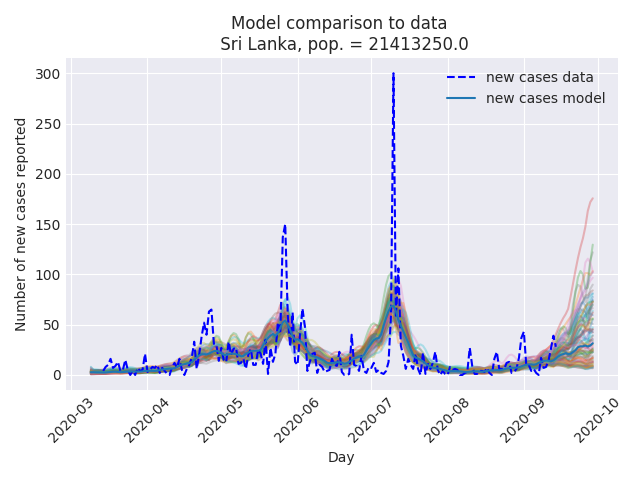 Model comparison to data
Sri Lanka, pop. = 21413250.0
new cases data
new cases model
Number of new cases reported
300
250
200
150
100
50
0
2020-03
2020-04
2020-05
2020-06
2020-07
2020-08
2020-09
2020-10
Day